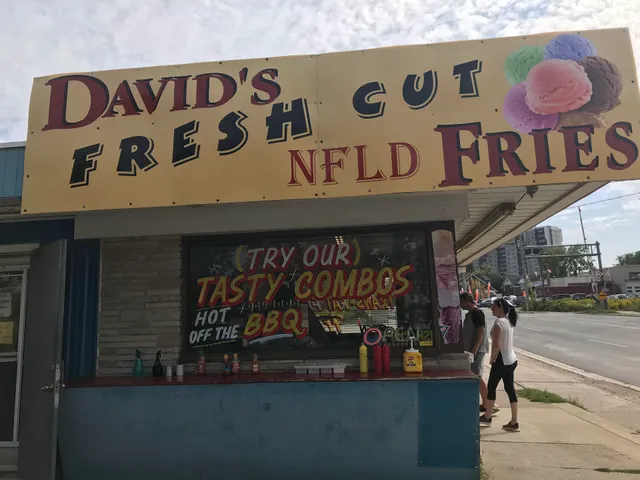 DAVID'S
FRESH CUT
NFLD FRIES
(TRY OUR)
TASTY COMBOS
HOT
OFF THE BBQ